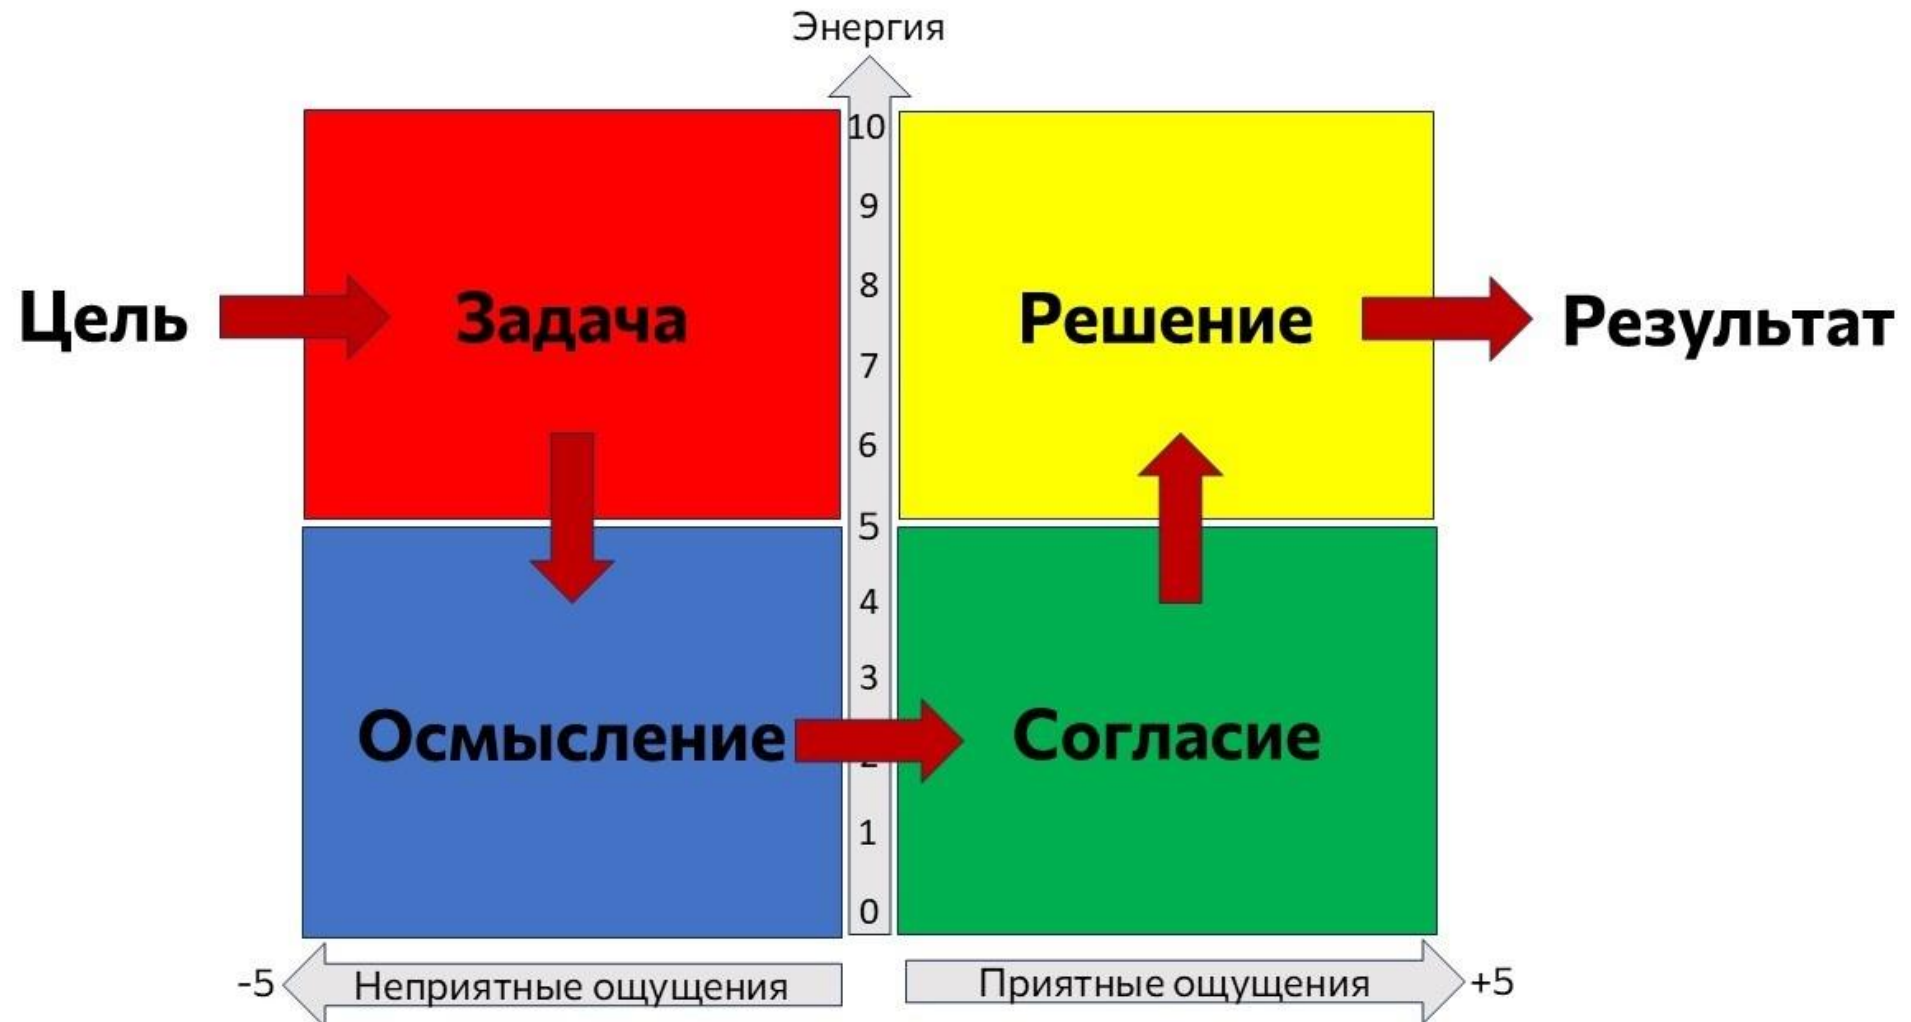 Энергия
10
9
8
7
6
5
4
3
2
1
0
Цель
Задача
Решение
Результат
Осмысление
Согласие
-5
Неприятные ощущения
Приятные ощущения
+5